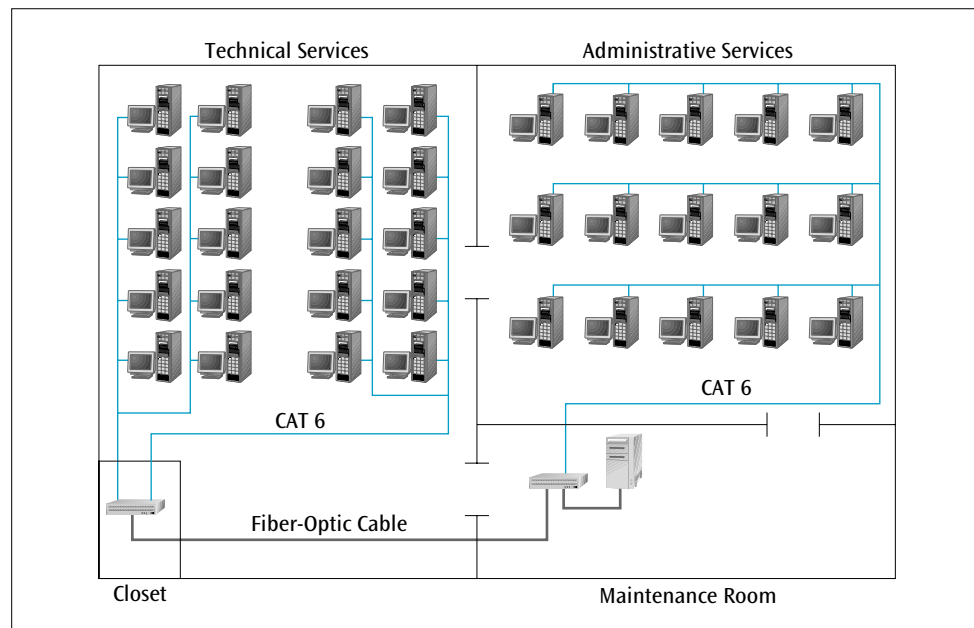 Technical Services
Administrative Services
CAT 6
CAT 6
Fiber-Optic Cable
Closet
Maintenance Room